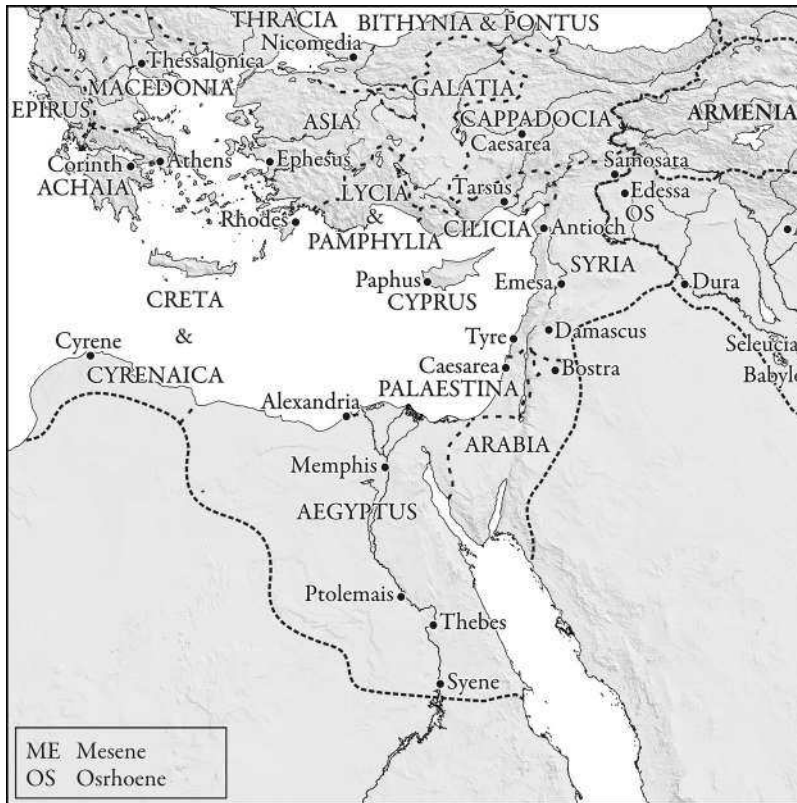 THRACIA
BITHYNIA & PONTUS
Nicomedia
Thessalonica
MACEDONIA
GALATIA
EPIRUS
ASIA
CAPPADOCIA
ARMENIA
Caesarea
Corinth
Athens
Ephesus
Samosata
ACHAIA
LYCIA
&
PAMPHYLIA
Tarsus
Edessa
OS
Rhodes
CILICIA
Antioch
SYRIA
Paphus
CYPRUS
Emesa
Dura
CRETA
&
CYRENAICA
Cyrene
Tyre
Damascus
Seleucia
Caesarea
Bostra
PALAESTINA
Alexandria
ARABIA
Memphis
AEGYPTUS
Ptolemais
Thebes
Syene
ME Mesene
OS Osrhoene